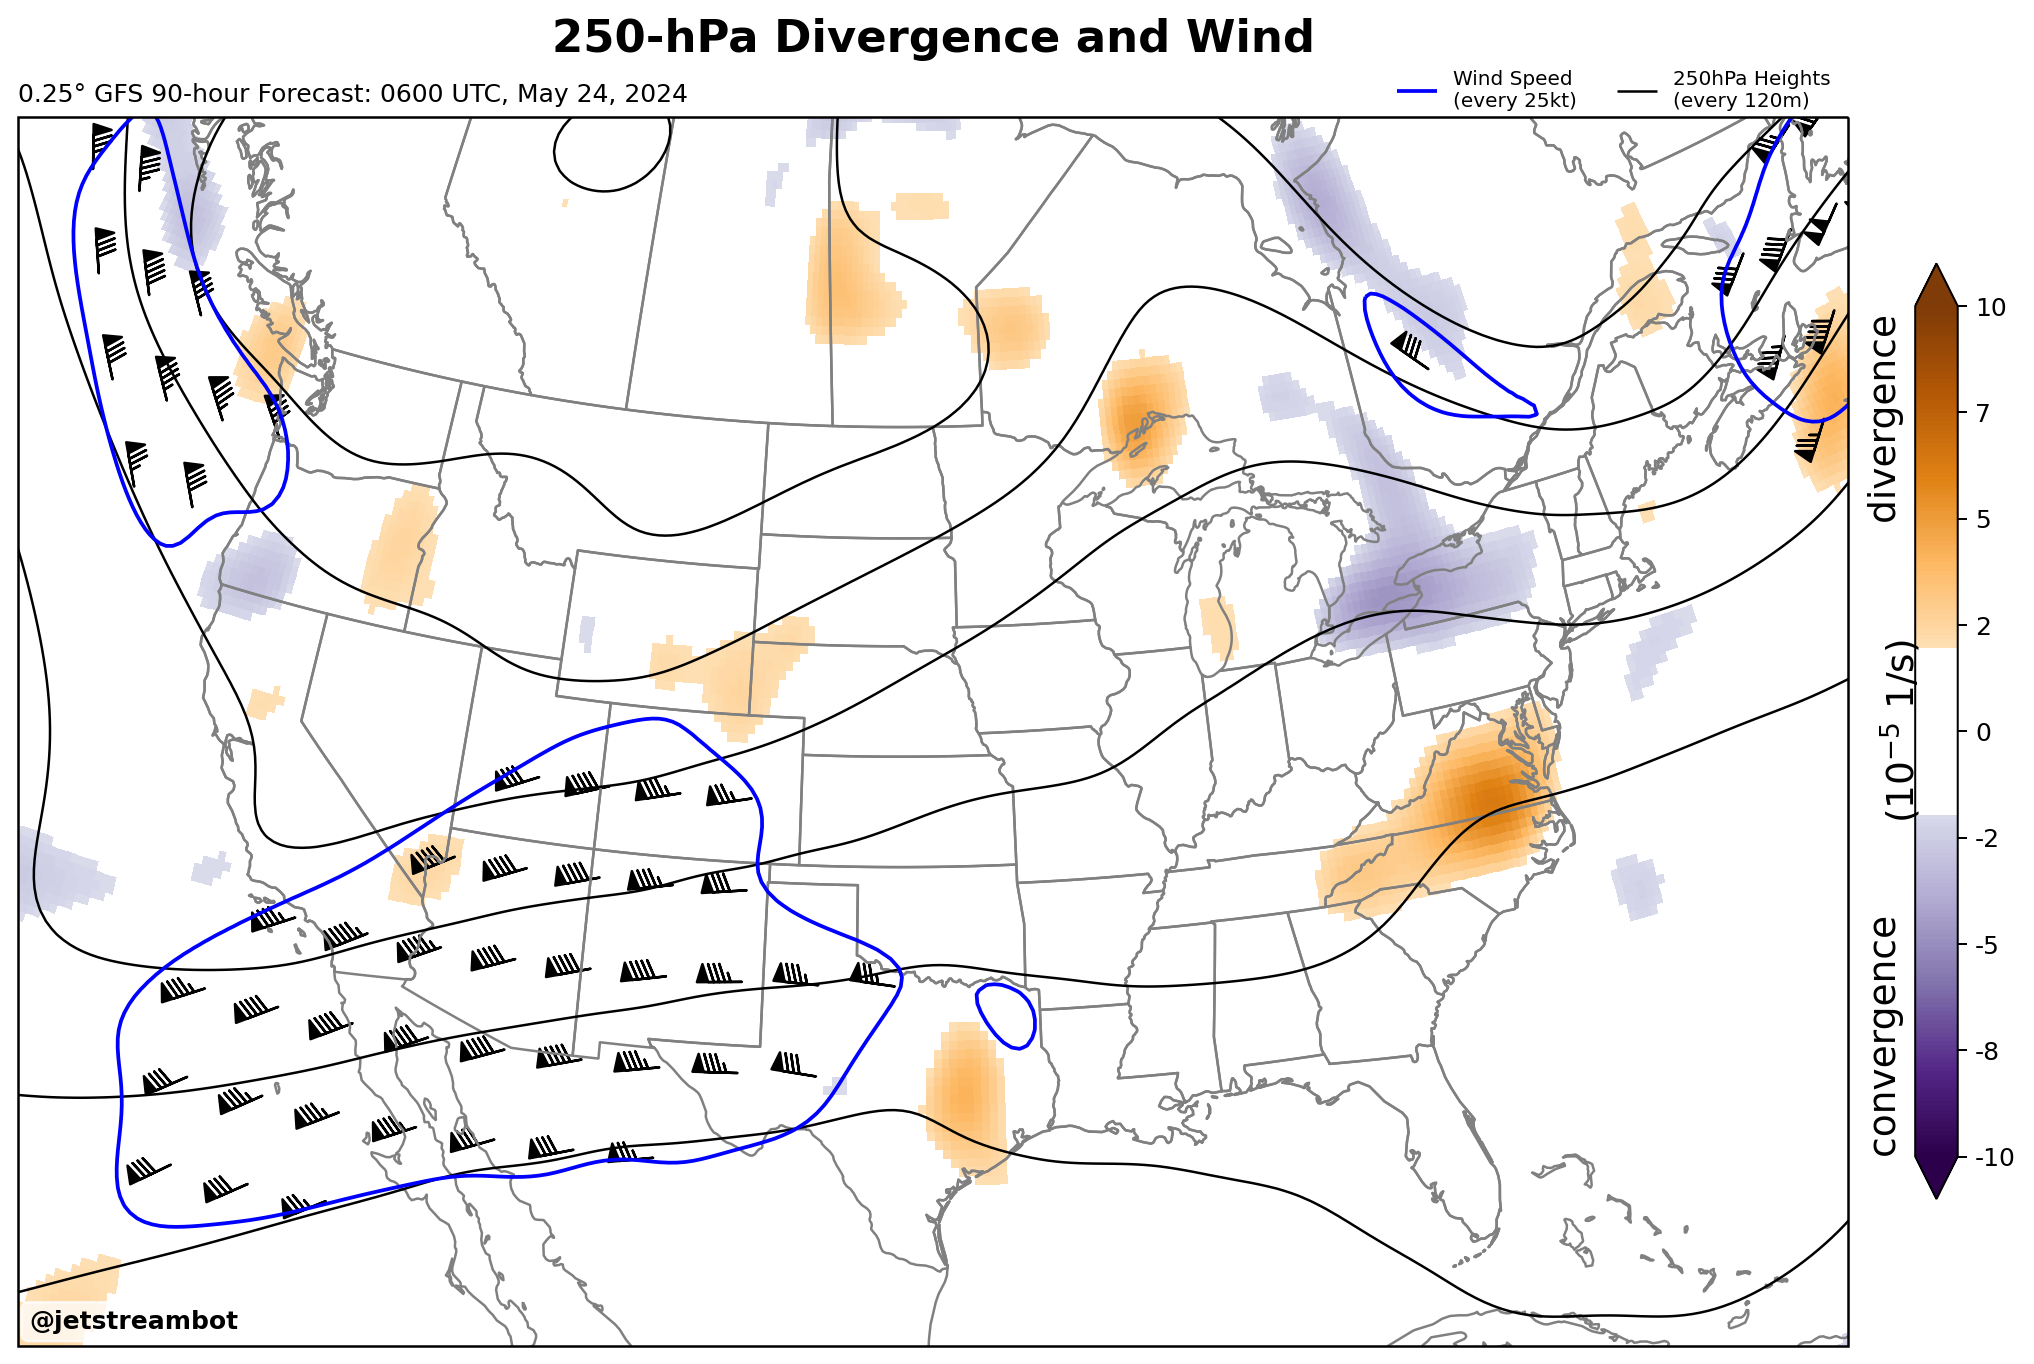 250-hPa Divergence and Wind
0.25° GFS 90-hour Forecast: 0600 UTC, May 24, 2024
Wind Speed
(every 25kt)
250hPa Heights
(every 120m)
divergence
(10⁻⁵ 1/s)
convergence
10
7
5
2
0
-2
-5
-8
-10
@jetstreambot